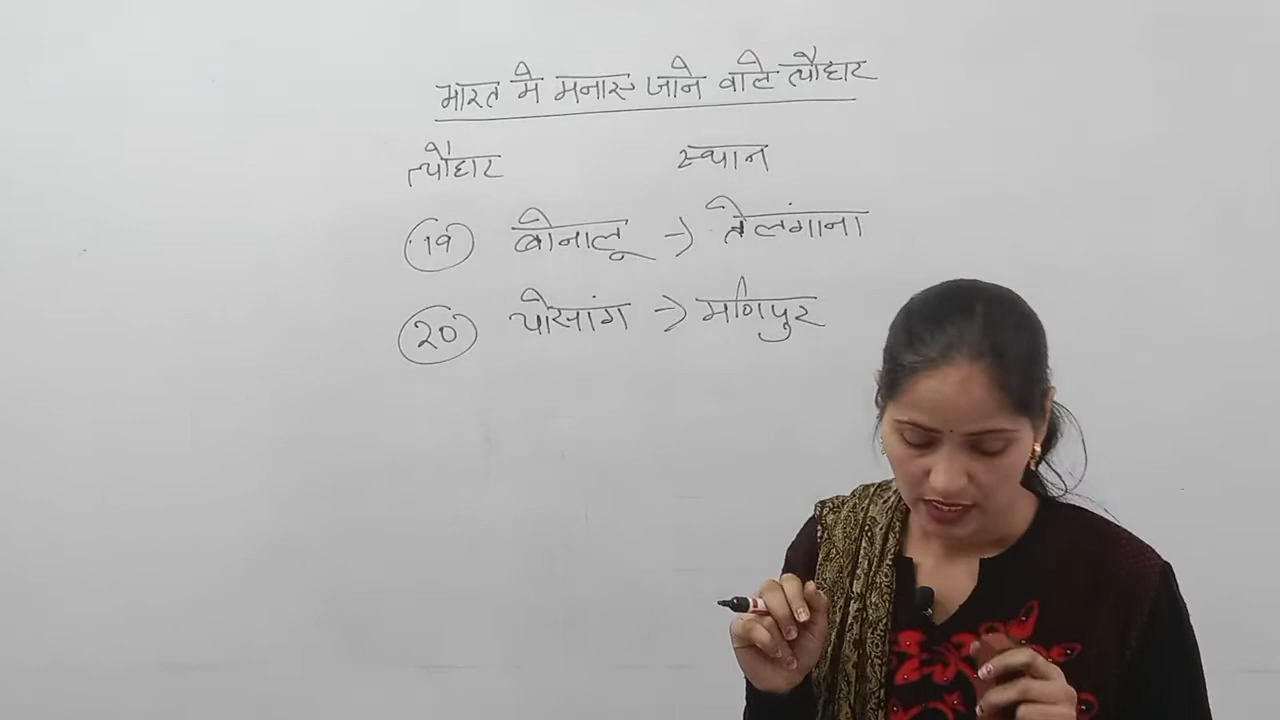 भारत मे मनाए जाने वाले त्यौहार
त्यौहार स्थान
19 बोनालू -> तेलंगाना
20 योसांग -> मणिपुर